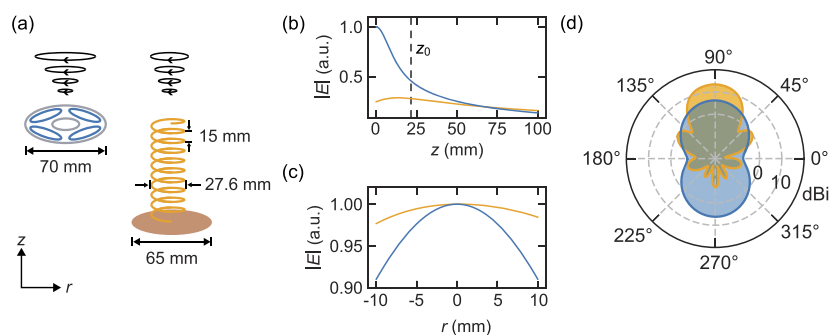 (a)
70 mm
15 mm
27.6 mm
65 mm
z
r
(b)
|E| (a.u.)
1.0
0.5
z₀
0
25
50
75
100
z (mm)
(c)
|E| (a.u.)
1.00
0.95
0.90
-10
-5
0
5
10
r (mm)
(d)
90°
135°
45°
180°
0°
0
10
dBi
225°
315°
270°